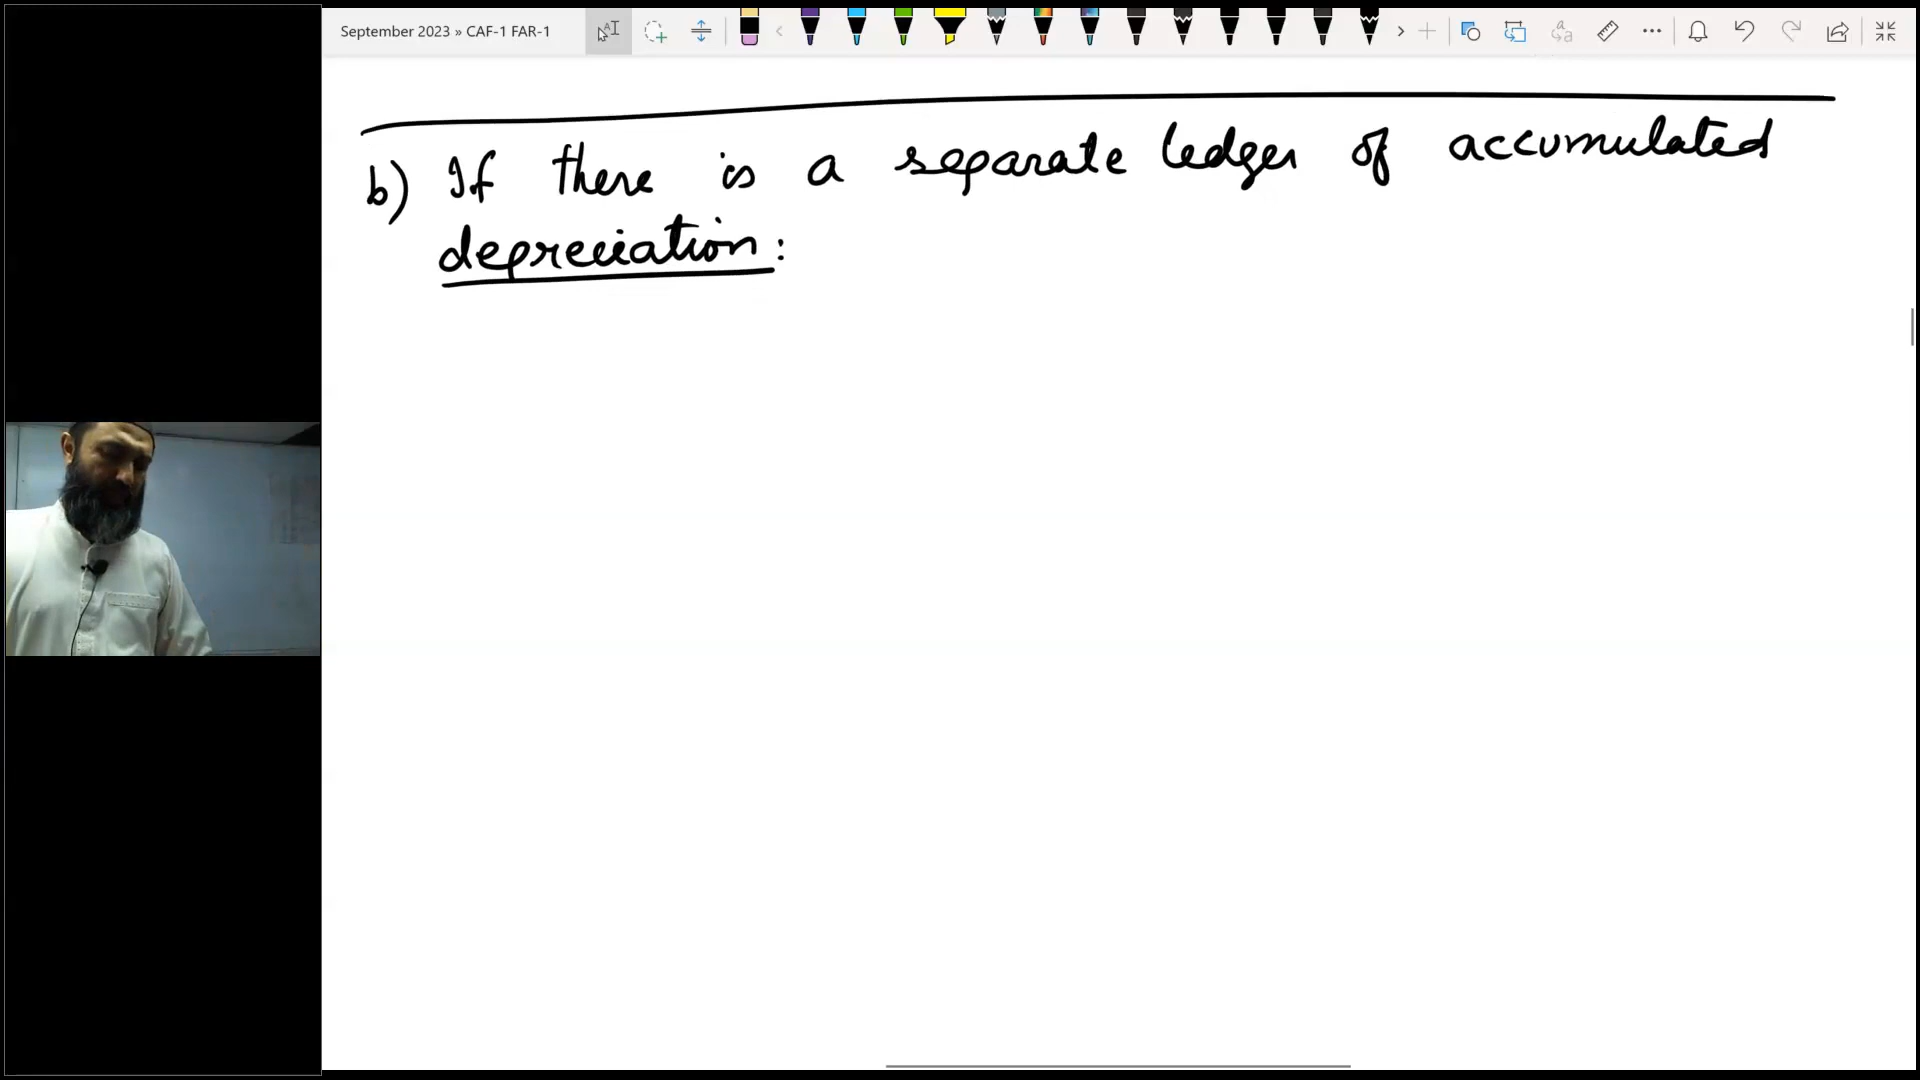 September 2023 » CAF-1 FAR-1
b) If there is a separate ledger of accumulated
depreciation: